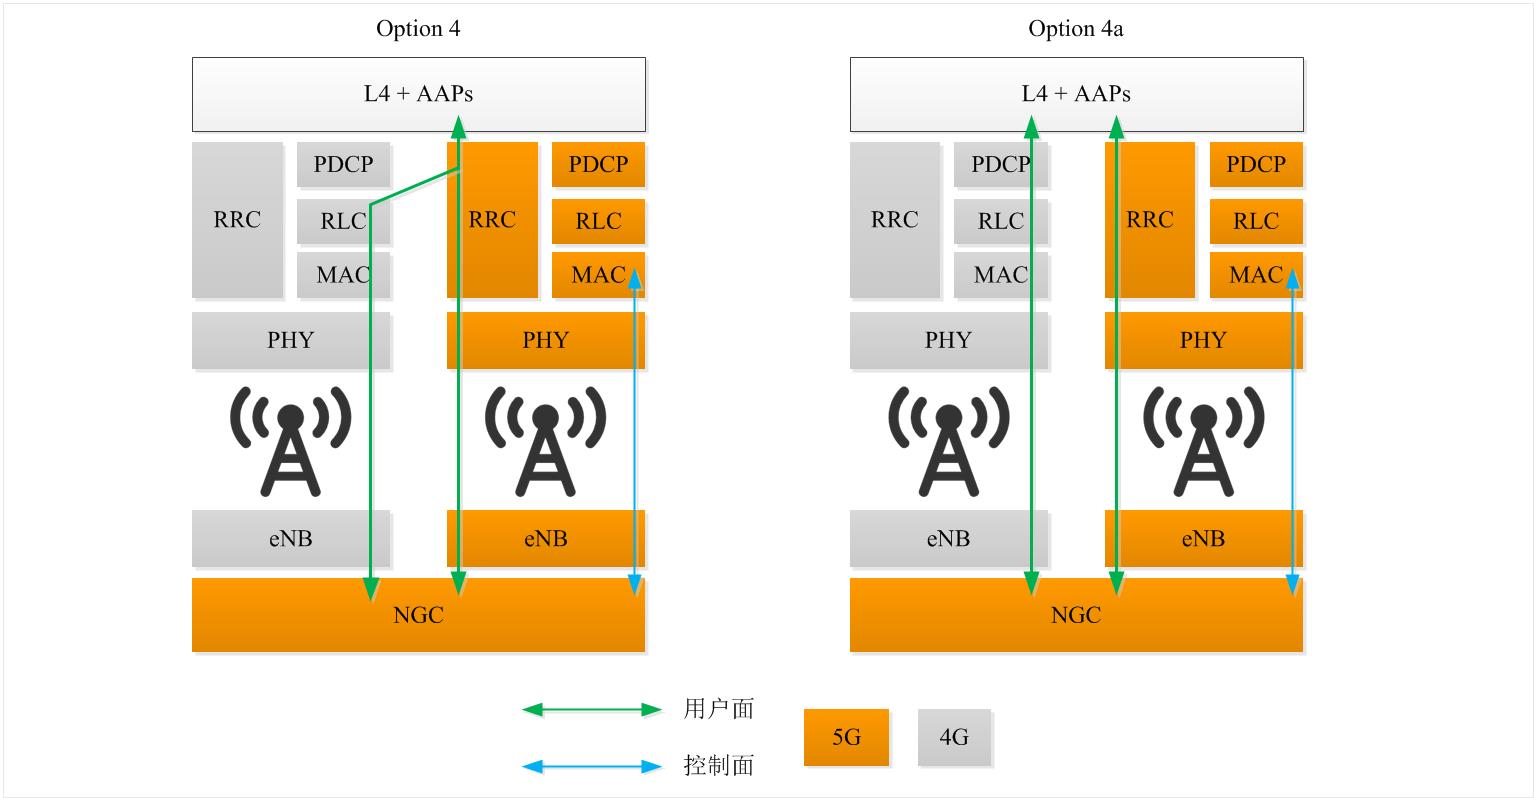 Option 4
Option 4a
L4 + AAPs
L4 + AAPs
RRC
PDCP
RLC
MAC
PHY
eNB
RRC
PDCP
RLC
MAC
PHY
eNB
NGC
RRC
PDCP
RLC
MAC
PHY
eNB
RRC
PDCP
RLC
MAC
PHY
eNB
NGC
用户面
控制面
5G
4G